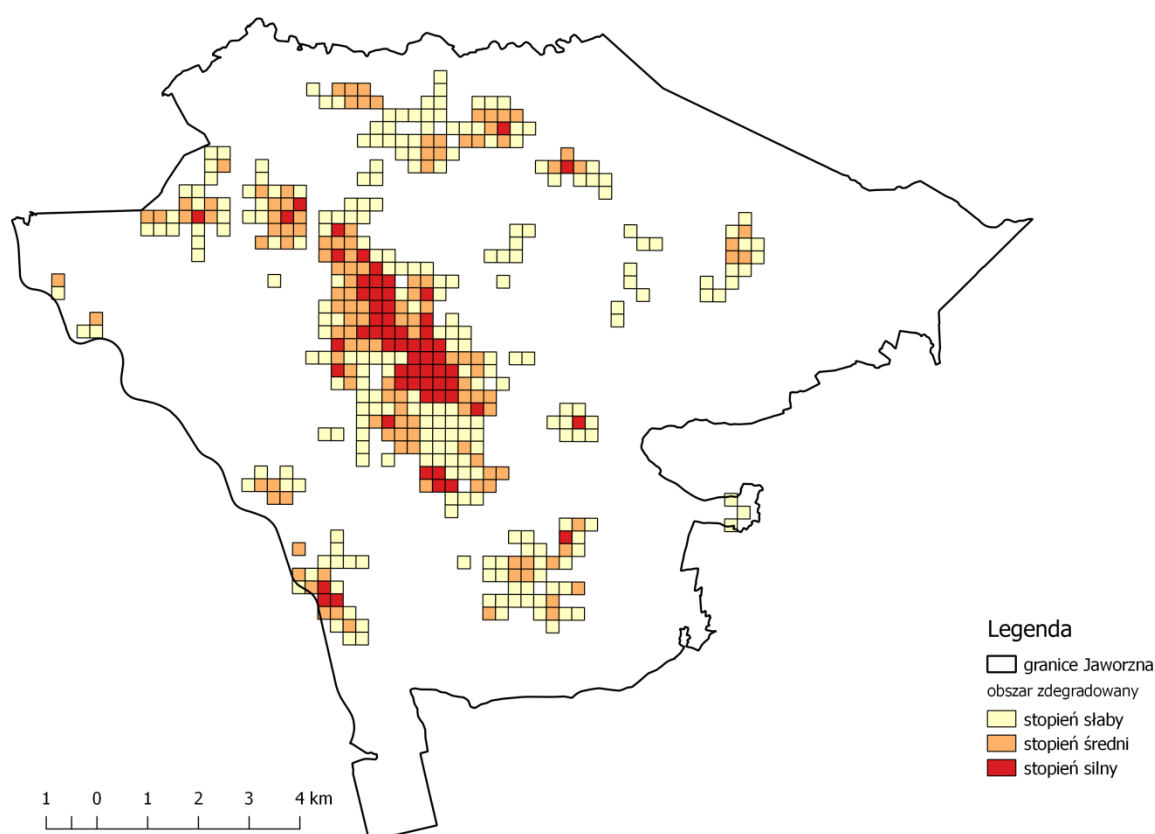 Legenda
granice Jaworzna
obszar zdegradowany
stopień słaby
stopień średni
stopień silny
1 0 1 2 3 4 km